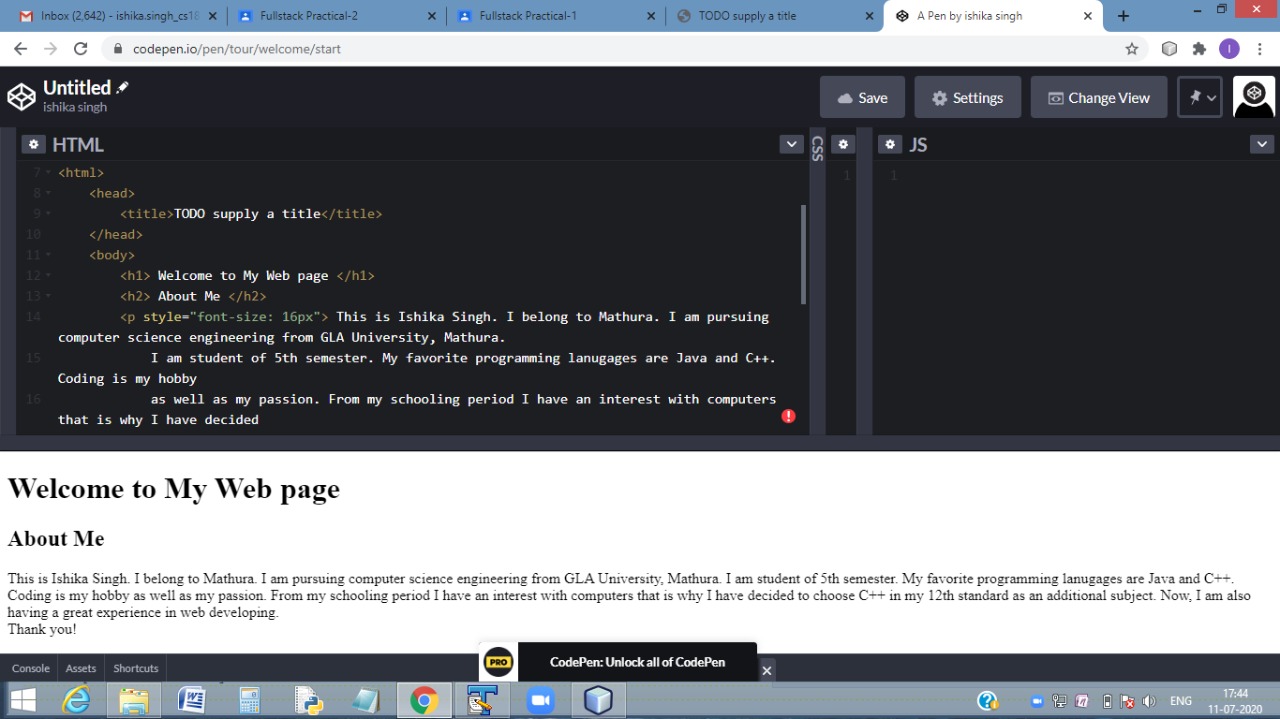 Inbox (2,642) - ishika.singh_cs18
Fullstack Practical-2
Fullstack Practical-1
TODO supply a title
A Pen by ishika singh
codepen.io/pen/tour/welcome/start
I
Untitled
ishika singh
Save
Settings
Change View
HTML
CSS
JS
7 <html>
8 <head>
9 <title>TODO supply a title</title>
10 </head>
11 <body>
12 <h1> Welcome to My Web page </h1>
13 <h2> About Me </h2>
14 <p style="font-size: 16px"> This is Ishika Singh. I belong to Mathura. I am pursuing
computer science engineering from GLA University, Mathura.
15 I am student of 5th semester. My favorite programming lanugages are Java and C++.
Coding is my hobby
16 as well as my passion. From my schooling period I have an interest with computers
that is why I have decided
1
1
Welcome to My Web page
About Me
This is Ishika Singh. I belong to Mathura. I am pursuing computer science engineering from GLA University, Mathura. I am student of 5th semester. My favorite programming lanugages are Java and C++.
Coding is my hobby as well as my passion. From my schooling period I have an interest with computers that is why I have decided to choose C++ in my 12th standard as an additional subject. Now, I am also
having a great experience in web developing.
Thank you!
Console
Assets
Shortcuts
PRO
CodePen: Unlock all of CodePen
ENG
17:44
11-07-2020